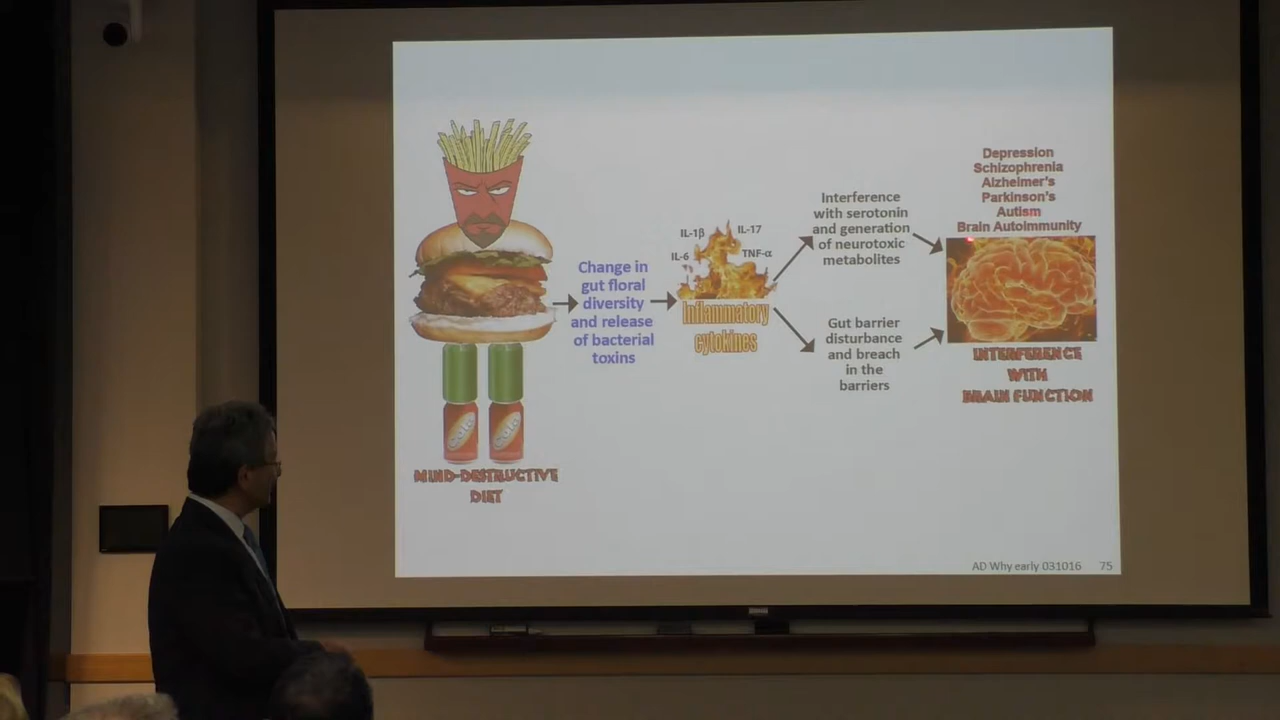 MIND-DESTRUCTIVE
DIET
Cola
Cola
Change in
gut floral
diversity
and release
of bacterial
toxins
IL-1β
IL-17
IL-6
TNF-α
Inflammatory
cytokines
Interference
with serotonin
and generation
of neurotoxic
metabolites
Gut barrier
disturbance
and breach
in the
barriers
Depression
Schizophrenia
Alzheimer's
Parkinson's
Autism
Brain Autoimmunity
INTERFERENCE
WITH
BRAIN FUNCTION
AD Why early 031016 75